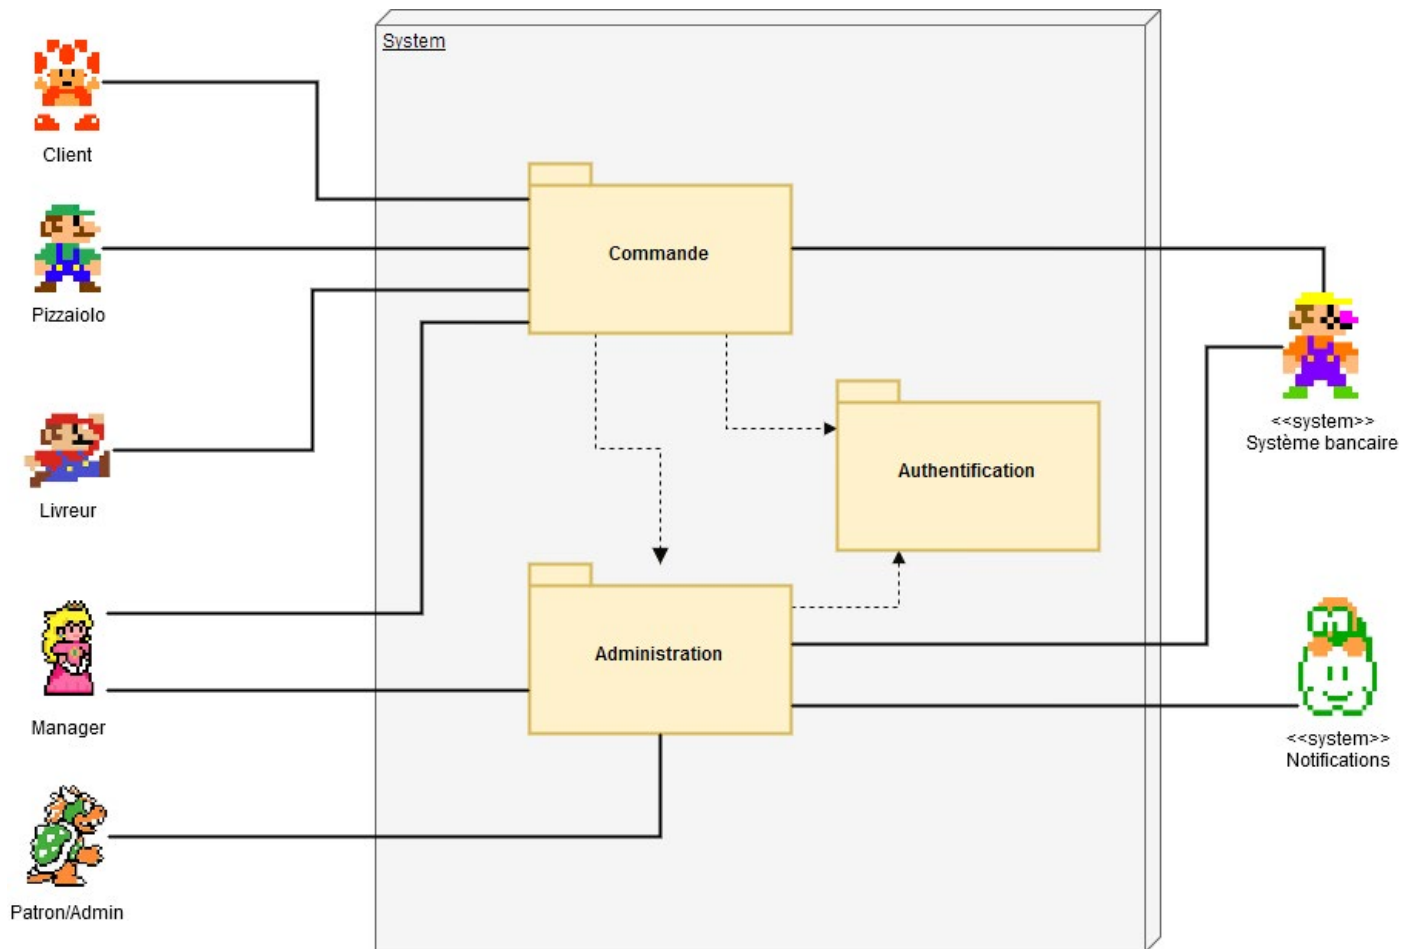 System
Client
Commande
Pizzaiolo
<<system>>
Système bancaire
Authentification
Livreur
Administration
Manager
<<system>>
Notifications
Patron/Admin